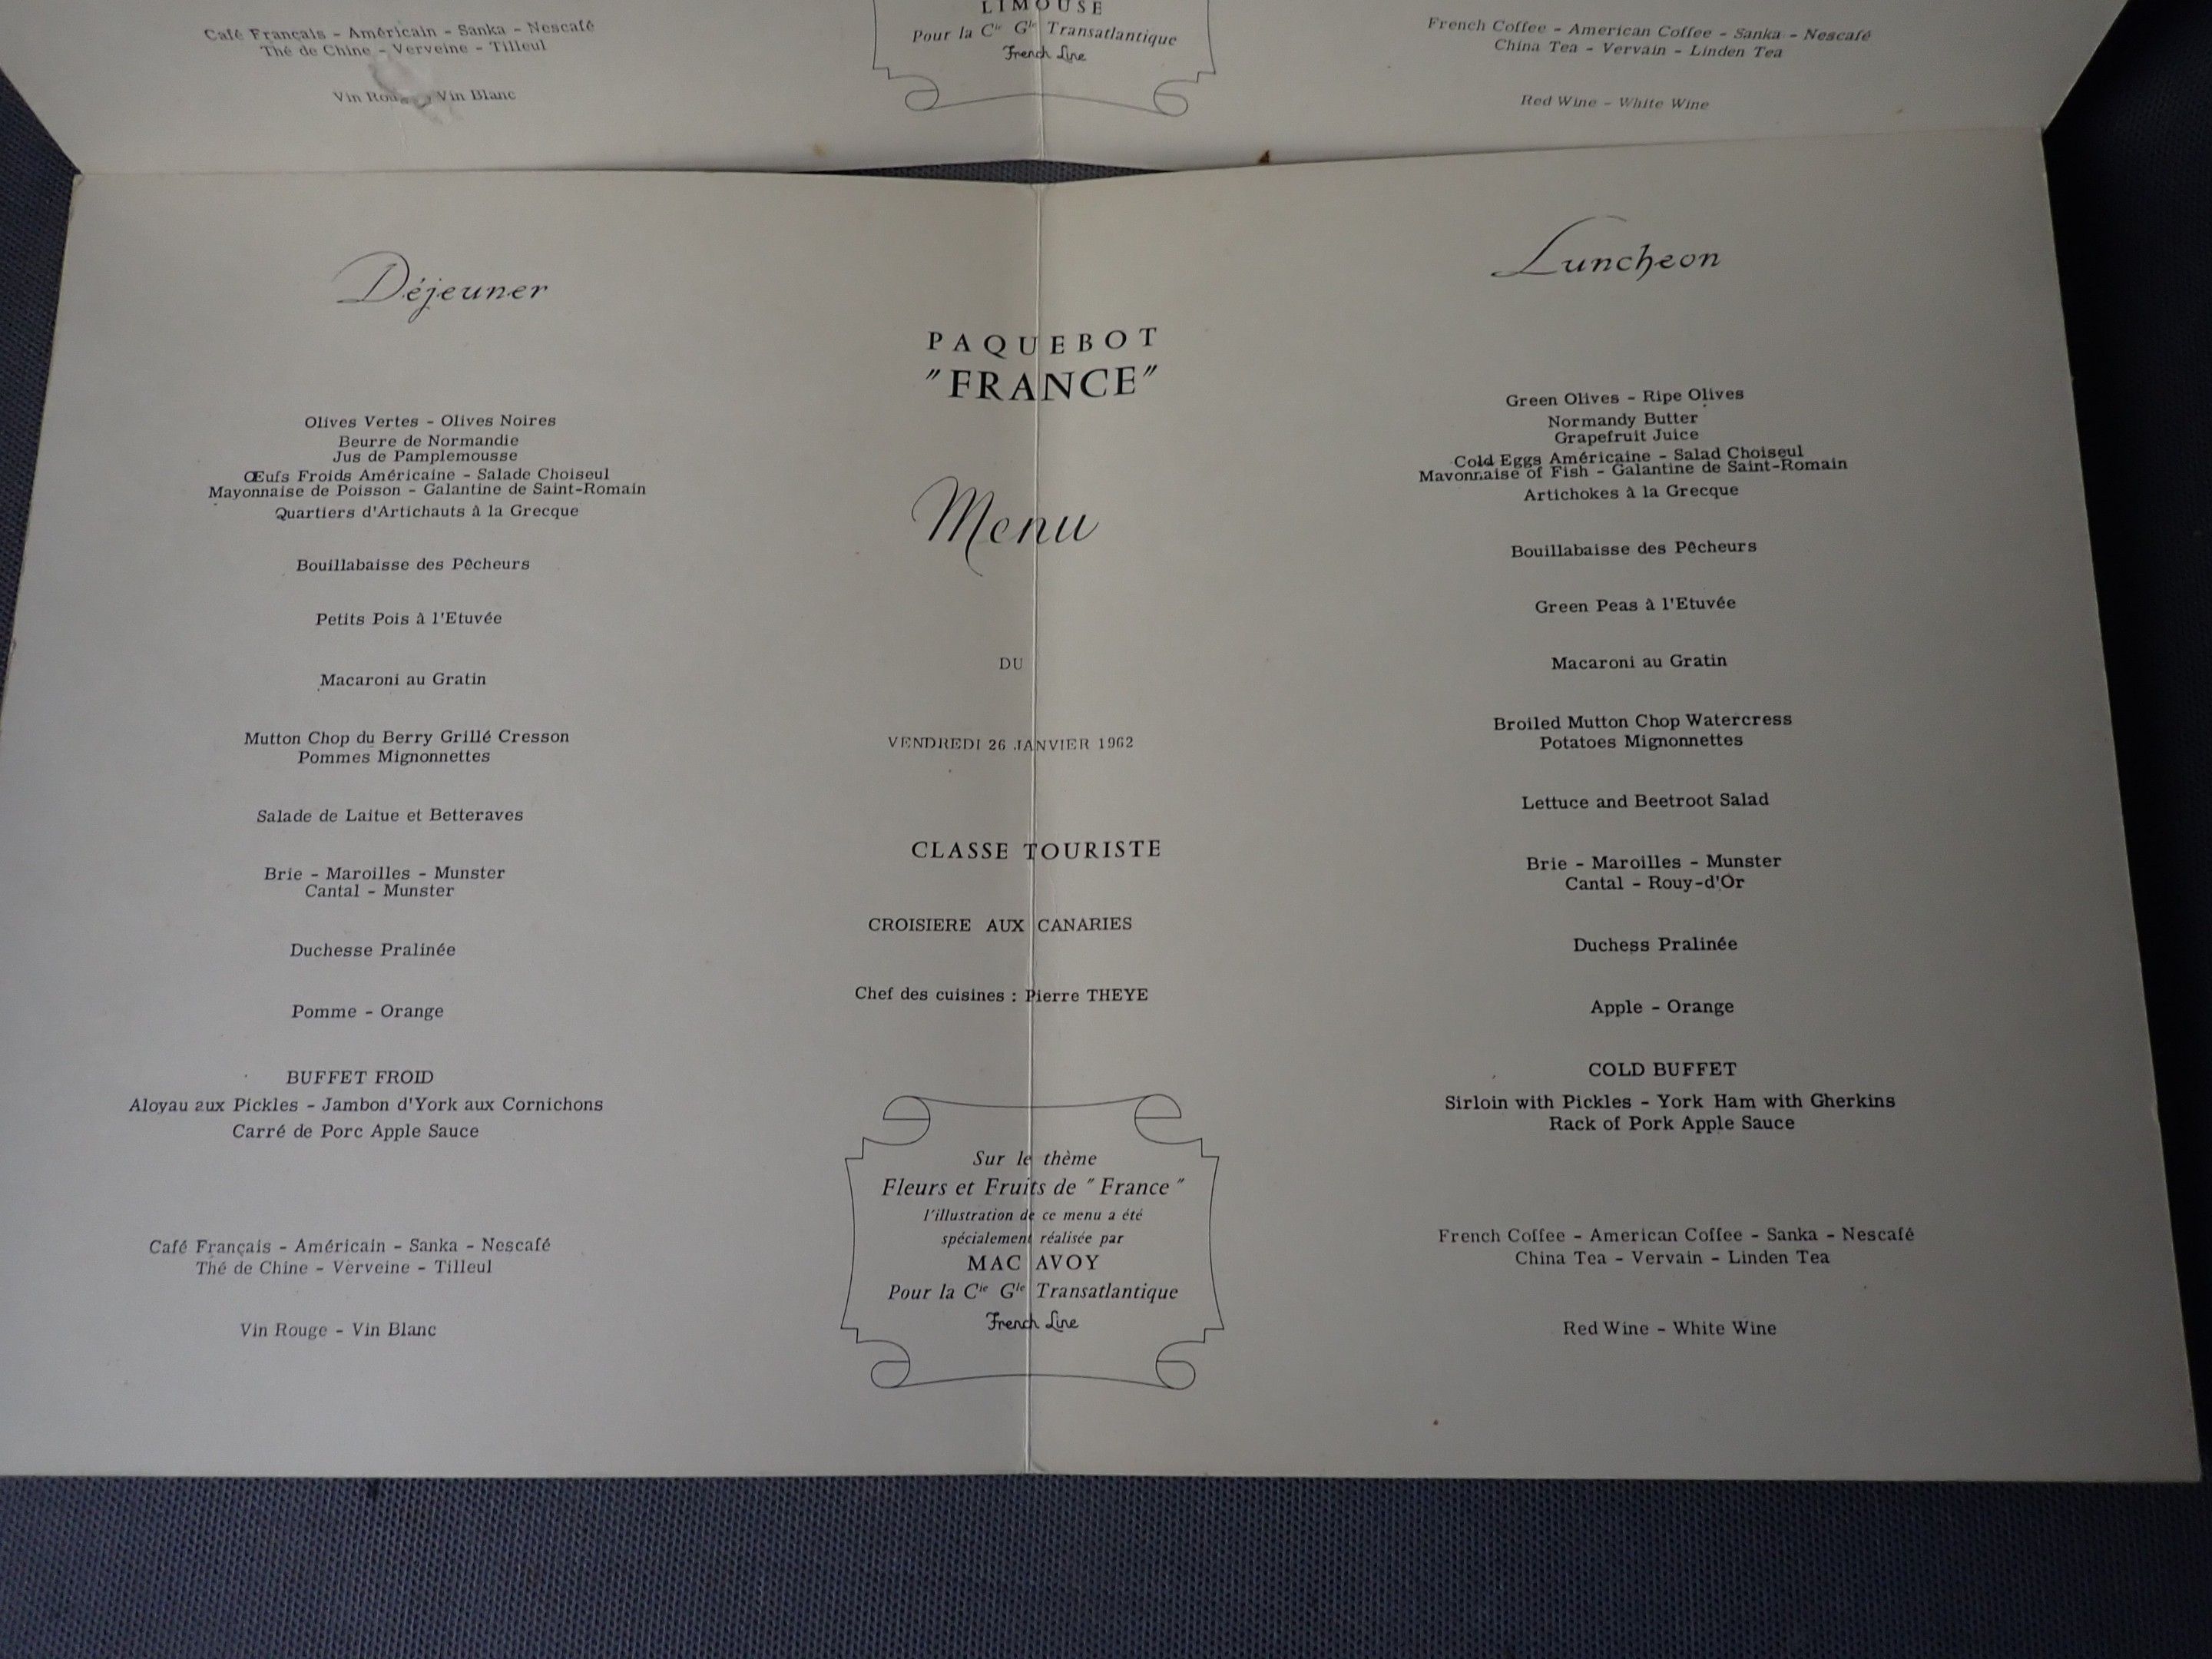 Café Français - Américain - Sanka - Nescafé
Thé de Chine - Verveine - Tilleul
Vin Vin Blanc
LIMOUSE
Pour la Cie Gle Transatlantique
French Line
French Coffee - American Coffee - Sanka - Nescafé
China Tea - Vervain - Linden Tea
Red Wine - White Wine
Déjeuner
Olives Vertes - Olives Noires
Beurre de Normandie
Jus de Pamplemousse
Œufs Froids Américaine - Salade Choiseul
Mayonnaise de Poisson - Galantine de Saint-Romain
Quartiers d'Artichauts à la Grecque
Bouillabaisse des Pêcheurs
Petits Pois à l'Etuvée
Macaroni au Gratin
Mutton Chop du Berry Grillé Cresson
Pommes Mignonnettes
Salade de Laitue et Betteraves
Brie - Maroilles - Munster
Cantal - Munster
Duchesse Pralinée
Pomme - Orange
BUFFET FROID
Aloyau aux Pickles - Jambon d'York aux Cornichons
Carré de Porc Apple Sauce
Café Français - Américain - Sanka - Nescafé
Thé de Chine - Verveine - Tilleul
Vin Rouge - Vin Blanc
PAQUEBOT
"FRANCE"
Menu
DU
VENDREDI 26 JANVIER 1962
CLASSE TOURISTE
CROISIERE AUX CANARIES
Chef des cuisines : Pierre THEYE
Sur le thème
Fleurs et Fruits de "France"
l'illustration de ce menu a été
spécialement réalisée par
MAC AVOY
Pour la Cie Gle Transatlantique
French Line
Luncheon
Green Olives - Ripe Olives
Normandy Butter
Grapefruit Juice
Cold Eggs Américaine - Salad Choiseul
Mavonnaise of Fish - Galantine de Saint-Romain
Artichokes à la Grecque
Bouillabaisse des Pêcheurs
Green Peas à l'Etuvée
Macaroni au Gratin
Broiled Mutton Chop Watercress
Potatoes Mignonnettes
Lettuce and Beetroot Salad
Brie - Maroilles - Munster
Cantal - Rouy-d'Or
Duchess Pralinée
Apple - Orange
COLD BUFFET
Sirloin with Pickles - York Ham with Gherkins
Rack of Pork Apple Sauce
French Coffee - American Coffee - Sanka - Nescafé
China Tea - Vervain - Linden Tea
Red Wine - White Wine